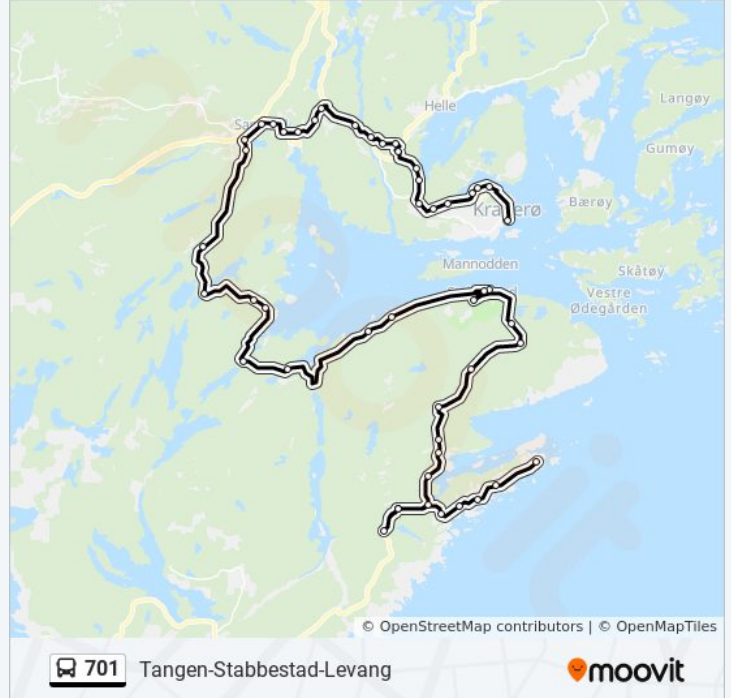 Langøy
Helle
Gumøy
Bærøy
Mannodden
Skåtøy
Vestre
Ødegården
© OpenStreetMap contributors | © OpenMapTiles
701 Tangen-Stabbestad-Levang
moovit